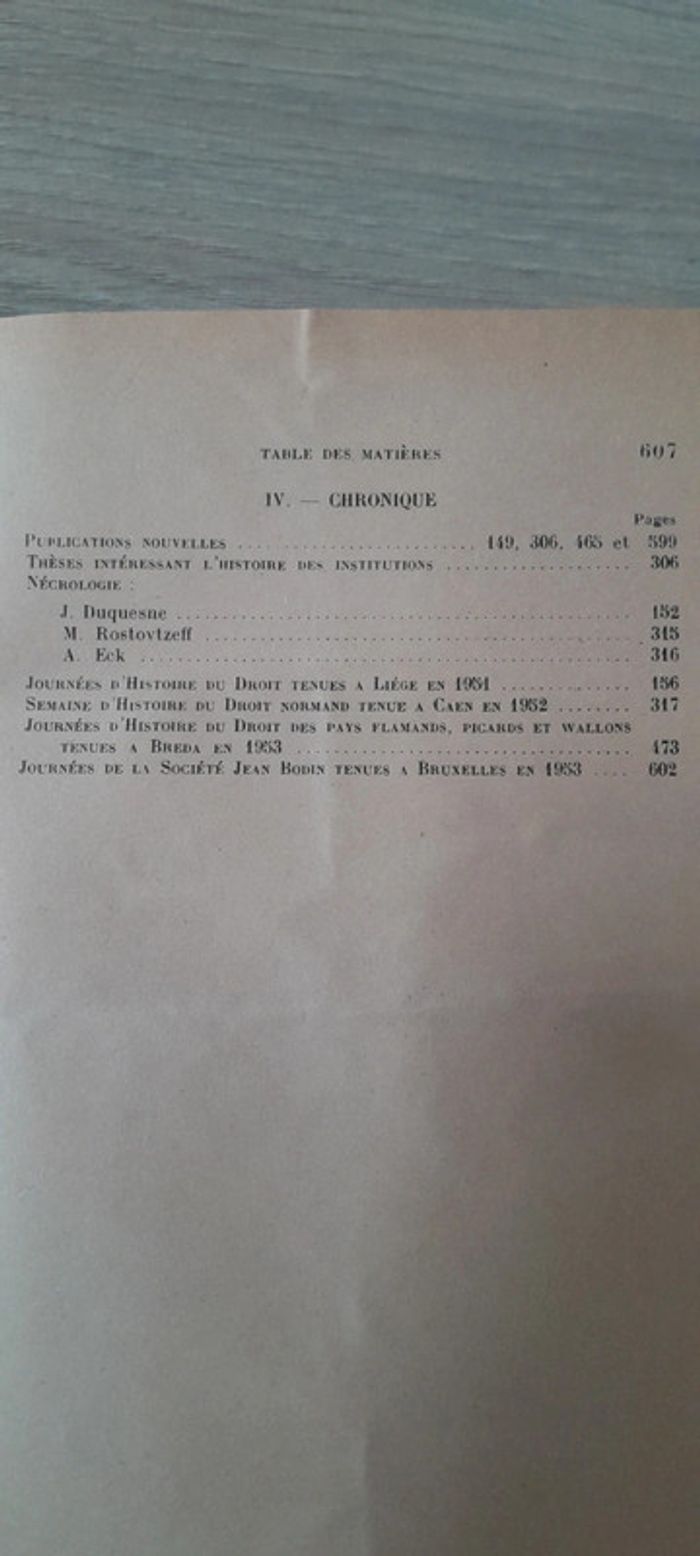 TABLE DES MATIÈRES 607
IV. — CHRONIQUE
Pages
PUBLICATIONS NOUVELLES .......................... 149, 306, 465 et 599
THÈSES INTÉRESSANT L'HISTOIRE DES INSTITUTIONS .................... 306
NÉCROLOGIE :
J. Duquesne .................................................. 152
M. Rostovtzeff ............................................... 315
A. Eck ....................................................... 316
JOURNÉES D'HISTOIRE DU DROIT TENUES A LIÉGE EN 1951 .............. 156
SEMAINE D'HISTOIRE DU DROIT NORMAND TENUE A CAEN EN 1952 ........ 317
JOURNÉES D'HISTOIRE DU DROIT DES PAYS FLAMANDS, PICARDS ET WALLONS
TENUES A BREDA EN 1953 ..................................... 473
JOURNÉES DE LA SOCIÉTÉ JEAN BODIN TENUES A BRUXELLES EN 1953 .... 602